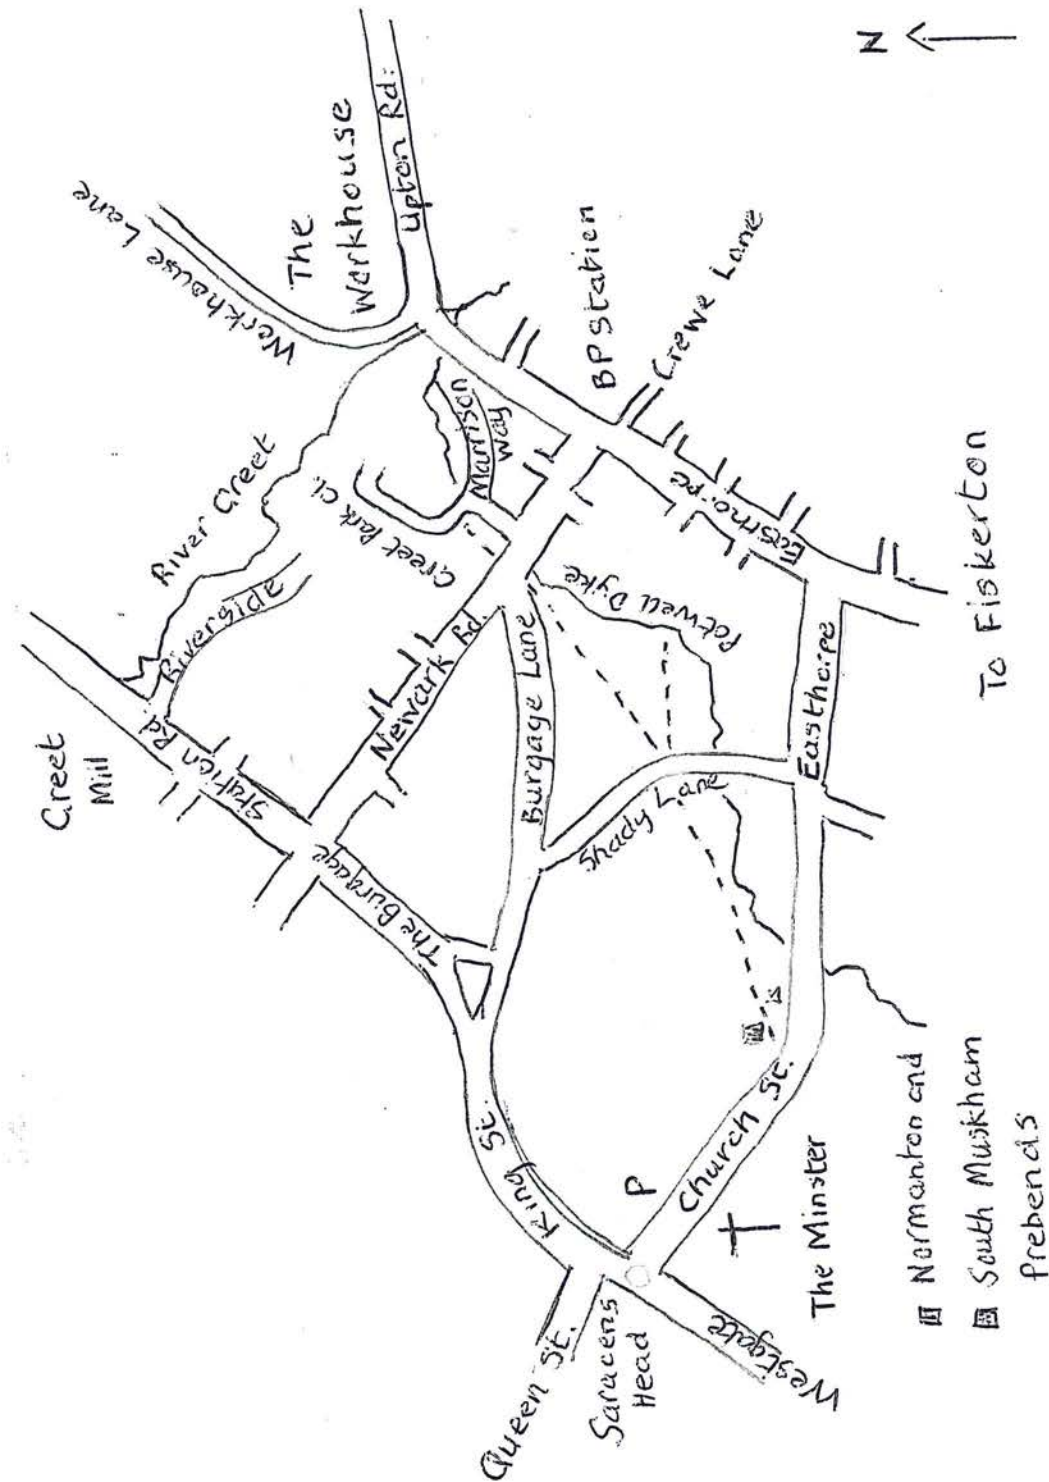 N
Workhouse Lane
The
Workhouse
Upton Rd.
River Greet
Riverside
Greet
Mill
Station Rd
Greet Park Cl.
Morrison
Way
BP Station
Crewe Lane
Newark Rd.
Easthorpe
Potwell Dyke
Burgage Lane
The Burgage
Shady Lane
Easthorpe
To Fiskerton
King St.
P
Church St.
Queen St.
Saracens
Head
Westgate
The Minster
Normanton and
South Muskham
Prebends